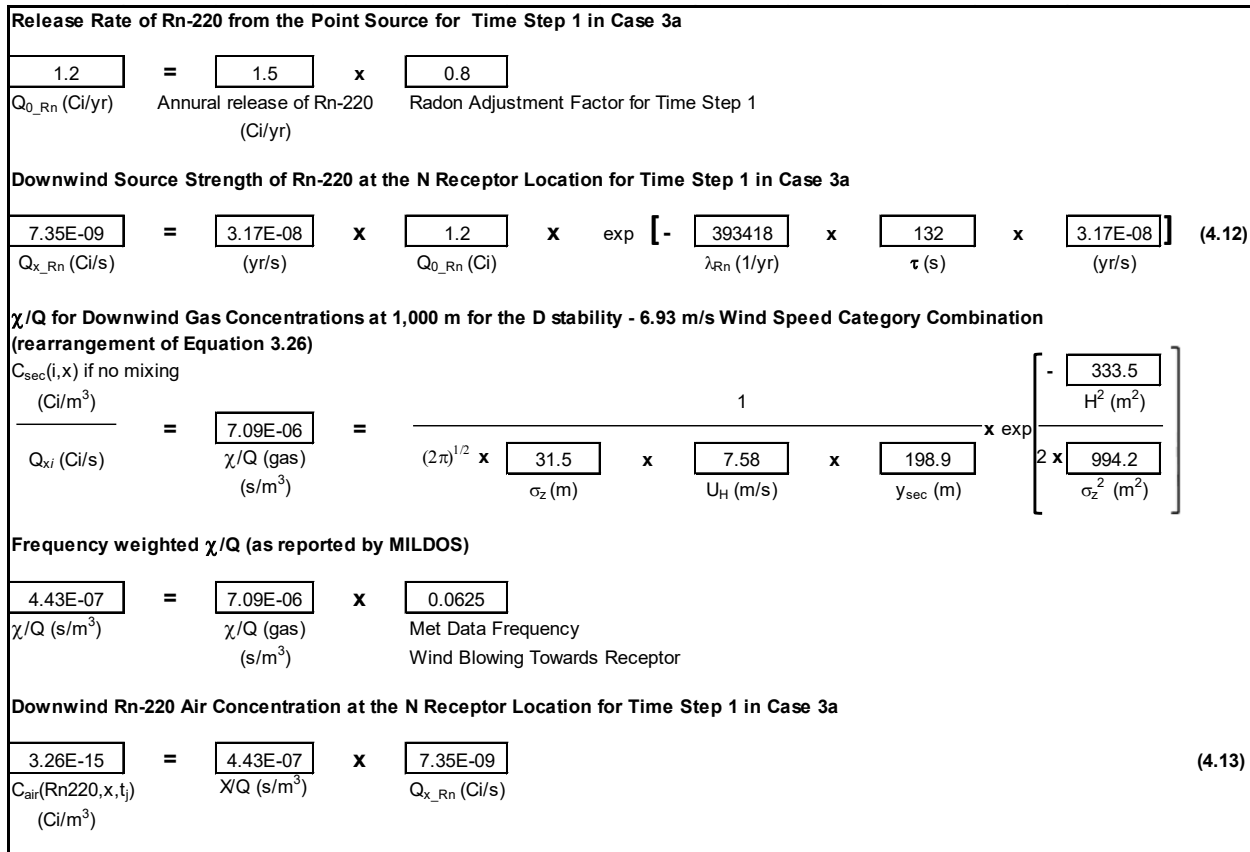 Release Rate of Rn-220 from the Point Source for Time Step 1 in Case 3a
1.2 = 1.5 x 0.8
Q0_Rn (Ci/yr) Annural release of Rn-220 Radon Adjustment Factor for Time Step 1
(Ci/yr)
Downwind Source Strength of Rn-220 at the N Receptor Location for Time Step 1 in Case 3a
7.35E-09 = 3.17E-08 x 1.2 x exp [- 393418 x 132 x 3.17E-08 ] (4.12)
Qx_Rn (Ci/s) (yr/s) Q0_Rn (Ci) λRn (1/yr) τ (s) (yr/s)
χ/Q for Downwind Gas Concentrations at 1,000 m for the D stability - 6.93 m/s Wind Speed Category Combination
(rearrangement of Equation 3.26)
Csec(i,x) if no mixing - 333.5
(Ci/m³) 1 H² (m²)
= 7.09E-06 = x exp
Qxi (Ci/s) χ/Q (gas) (2π)^1/2 x 31.5 x 7.58 x 198.9 2 x 994.2
(s/m³) σz (m) UH (m/s) ysec (m) σz² (m²)
Frequency weighted χ/Q (as reported by MILDOS)
4.43E-07 = 7.09E-06 x 0.0625
χ/Q (s/m³) χ/Q (gas) Met Data Frequency
(s/m³) Wind Blowing Towards Receptor
Downwind Rn-220 Air Concentration at the N Receptor Location for Time Step 1 in Case 3a
3.26E-15 = 4.43E-07 x 7.35E-09 (4.13)
Cair(Rn220,x,tj) X/Q (s/m³) Qx_Rn (Ci/s)
(Ci/m³)